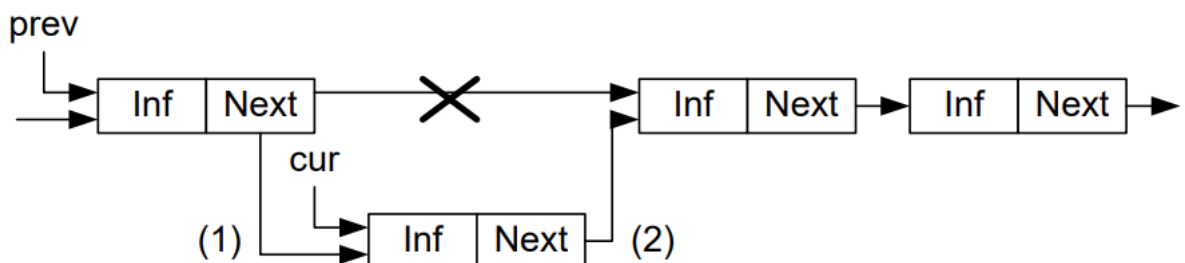 prev
Inf Next Inf Next Inf Next
cur
(1) Inf Next (2)